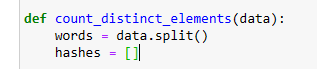 def count_distinct_elements(data):
    words = data.split()
    hashes = []